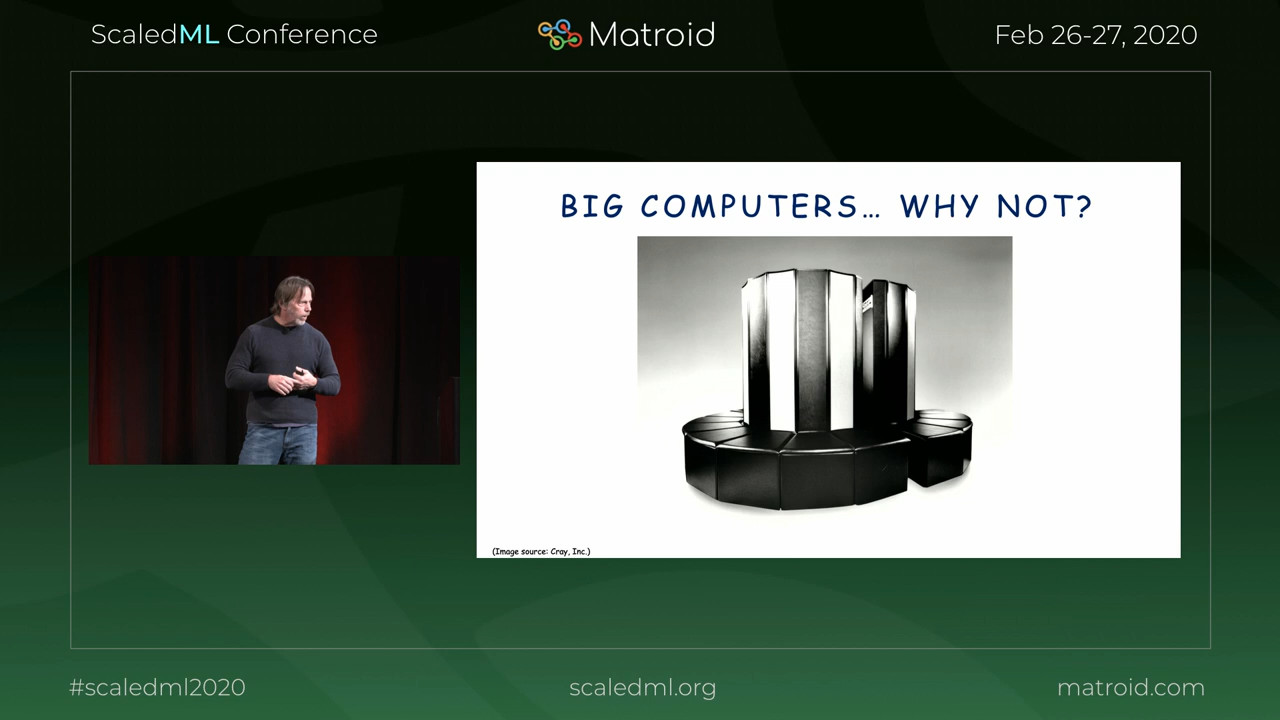 ScaledML Conference
Matroid
Feb 26-27, 2020
BIG COMPUTERS... WHY NOT?
(Image source: Cray, Inc.)
#scaledml2020
scaledml.org
matroid.com